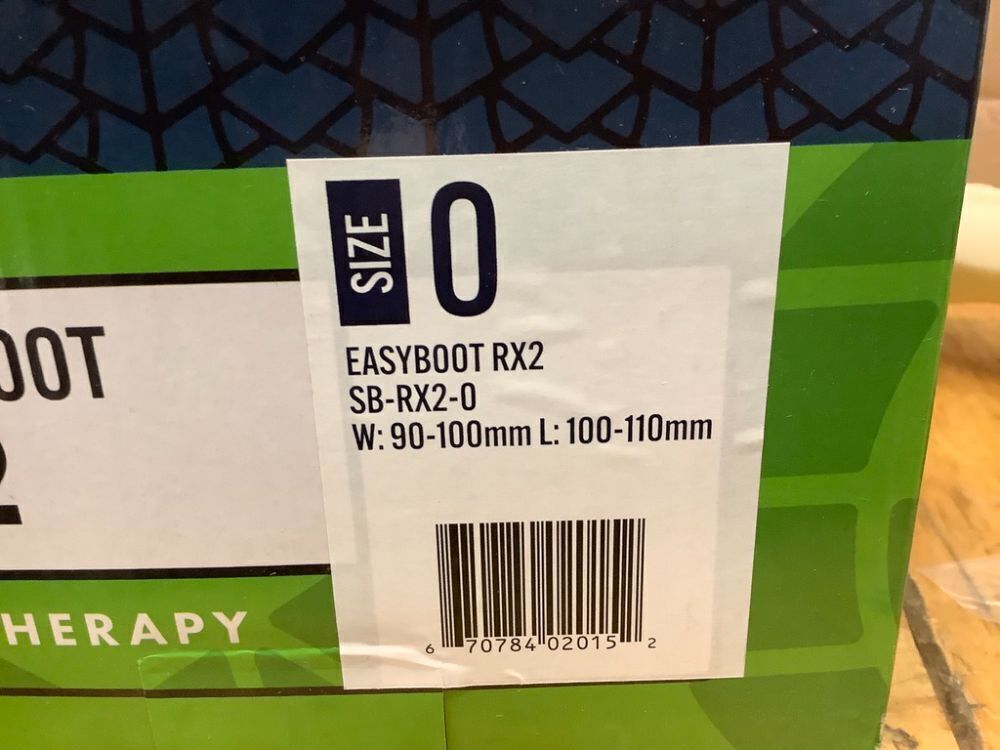 SIZE 0
EASYBOOT RX2
SB-RX2-0
W: 90-100mm L: 100-110mm
6 70784 02015 2
OOT
2
HERAPY